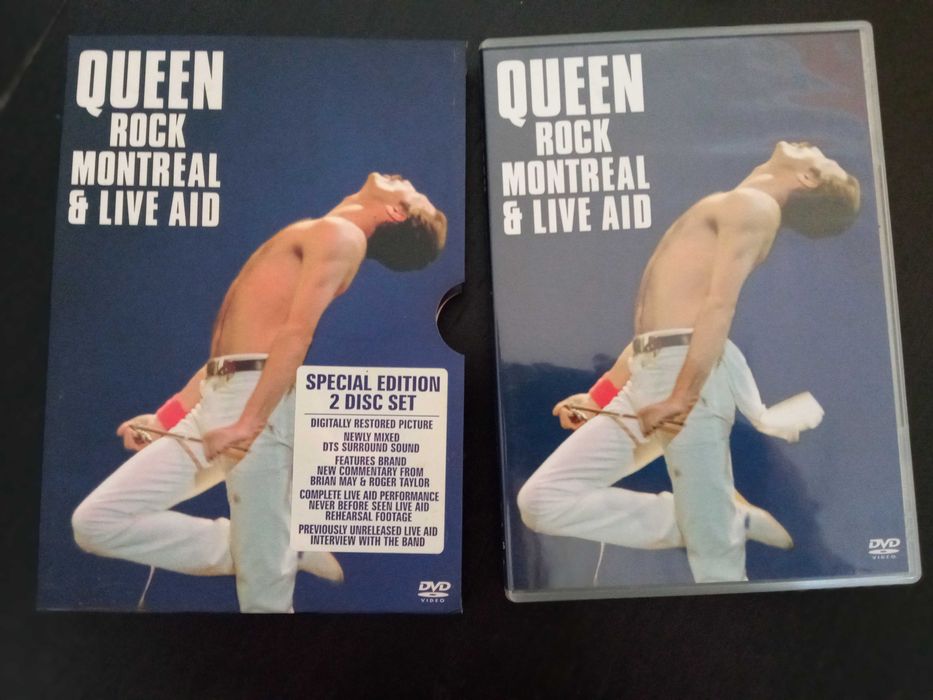 QUEEN
ROCK
MONTREAL
& LIVE AID
SPECIAL EDITION
2 DISC SET
DIGITALLY RESTORED PICTURE
NEWLY MIXED
DTS SURROUND SOUND
FEATURES BRAND
NEW COMMENTARY FROM
BRIAN MAY & ROGER TAYLOR
COMPLETE LIVE AID PERFORMANCE
NEVER BEFORE SEEN LIVE AID
REHEARSAL FOOTAGE
PREVIOUSLY UNRELEASED LIVE AID
INTERVIEW WITH THE BAND
DVD
VIDEO
QUEEN
ROCK
MONTREAL
& LIVE AID
DVD
VIDEO